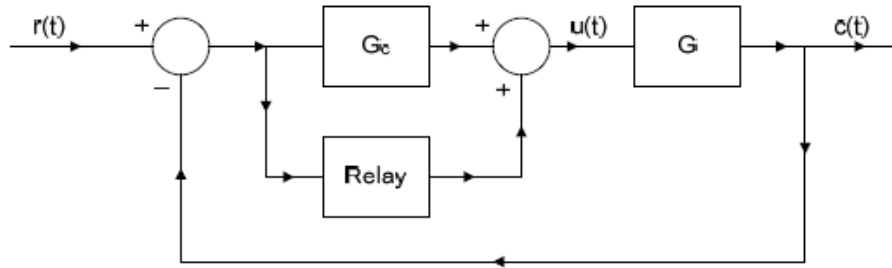 r(t)
+
Gc
+
u(t)
G
c(t)
−
+
Relay